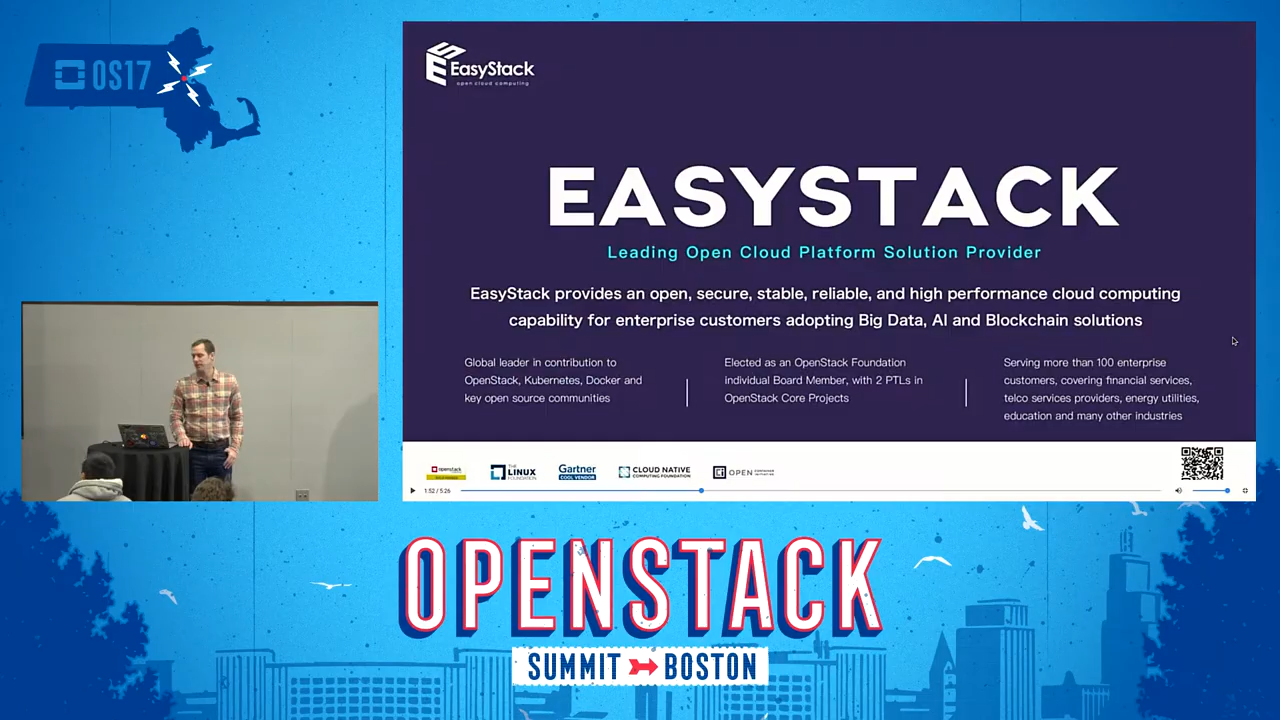 OS17
EasyStack
open cloud computing
EASYSTACK
Leading Open Cloud Platform Solution Provider
EasyStack provides an open, secure, stable, reliable, and high performance cloud computing
capability for enterprise customers adopting Big Data, AI and Blockchain solutions
Global leader in contribution to
OpenStack, Kubernetes, Docker and
key open source communities
Elected as an OpenStack Foundation
individual Board Member, with 2 PTLs in
OpenStack Core Projects
Serving more than 100 enterprise
customers, covering financial services,
telco services providers, energy utilities,
education and many other industries
openstack
THE
LINUX
FOUNDATION
Gartner
COOL VENDOR
CLOUD NATIVE
COMPUTING FOUNDATION
OPEN CONTAINER
INITIATIVE
1:52 / 5:26
OPENSTACK
SUMMIT BOSTON